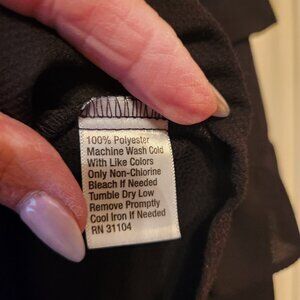 100% Polyester
Machine Wash Cold
With Like Colors
Only Non-Chlorine
Bleach If Needed
Tumble Dry Low
Remove Promptly
Cool Iron If Needed
RN 31104